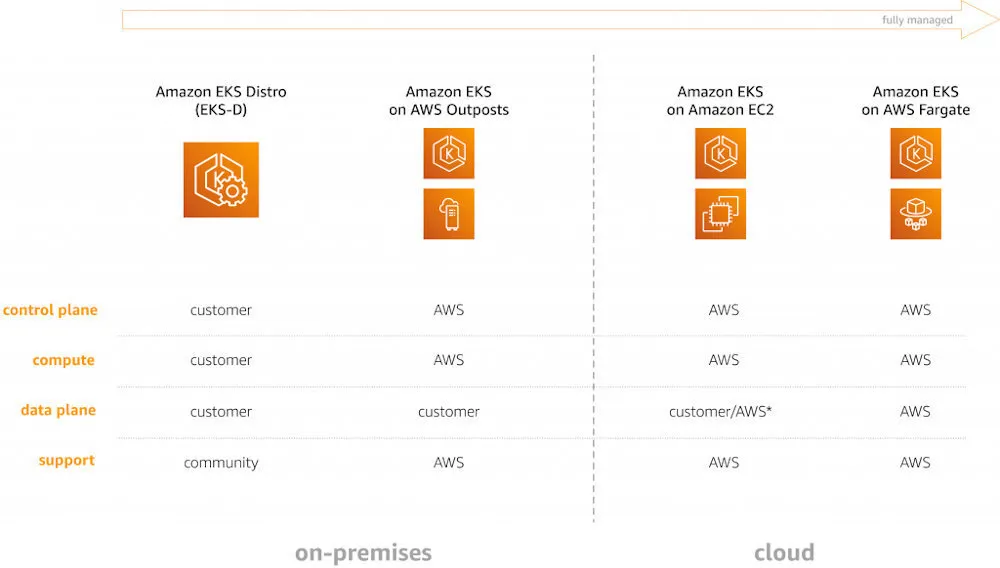 fully managed
Amazon EKS Distro
(EKS-D)
Amazon EKS
on AWS Outposts
Amazon EKS
on Amazon EC2
Amazon EKS
on AWS Fargate
K
K
K
K
control plane customer AWS AWS AWS
compute customer AWS AWS AWS
data plane customer customer customer/AWS* AWS
support community AWS AWS AWS
on-premises cloud